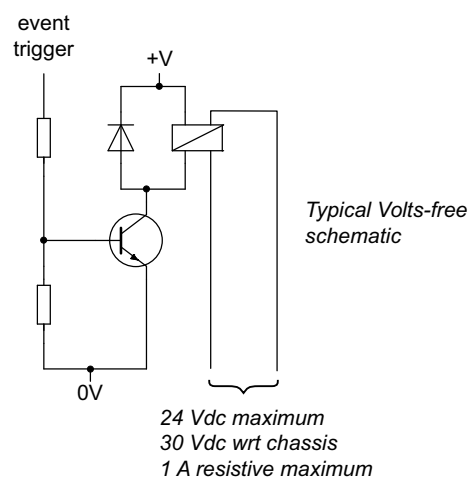 event
trigger
+V
Typical Volts-free
schematic
0V
24 Vdc maximum
30 Vdc wrt chassis
1 A resistive maximum